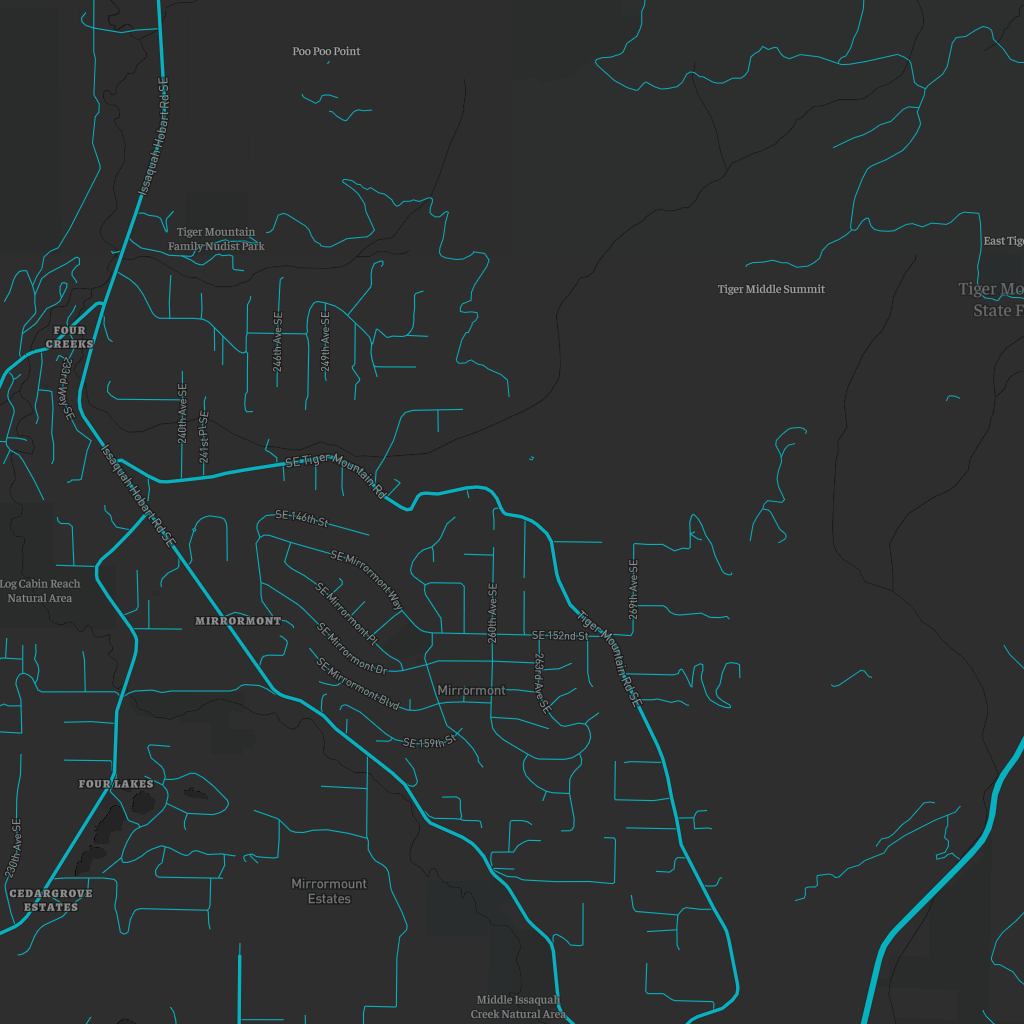 Poo Poo Point
Issaquah-Hobart Rd SE
Tiger Mountain
Family Nudist Park
East Tige
Tiger Middle Summit
Tiger Mo
State F
FOUR
CREEKS
246th Ave SE
249th Ave SE
233rd Way SE
240th Ave SE
241st Pl SE
SE Tiger Mountain Rd
Issaquah-Hobart Rd SE
SE 146th St
SE Mirrormont Way
Log Cabin Reach
Natural Area
SE Mirrormont Pl
260th Ave SE
269th Ave SE
MIRRORMONT
SE 152nd St
SE Mirrormont Dr
Tiger Mountain Rd SE
SE Mirrormont Blvd
263rd Ave SE
Mirrormont
SE 159th St
FOUR LAKES
230th Ave SE
CEDARGROVE
ESTATES
Mirrormount
Estates
Middle Issaquah
Creek Natural Area